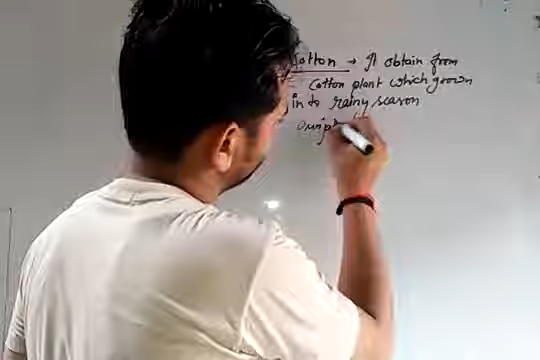 Cotton → It obtain from
Cotton plant which grown
in to rainy season